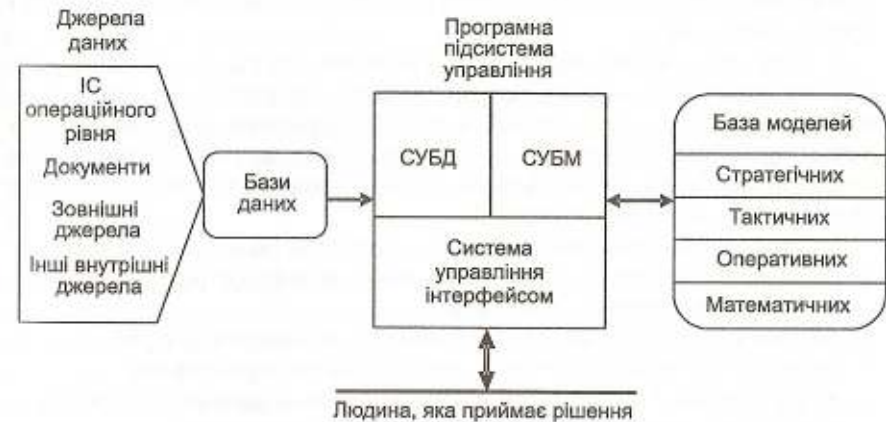 Джерела
даних
ІС
операційного
рівня
Документи
Зовнішні
джерела
Інші внутрішні
джерела
Бази
даних
Програмна
підсистема
управління
СУБД
СУБМ
Система
управління
інтерфейсом
База моделей
Стратегічних
Тактичних
Оперативних
Математичних
Людина, яка приймає рішення